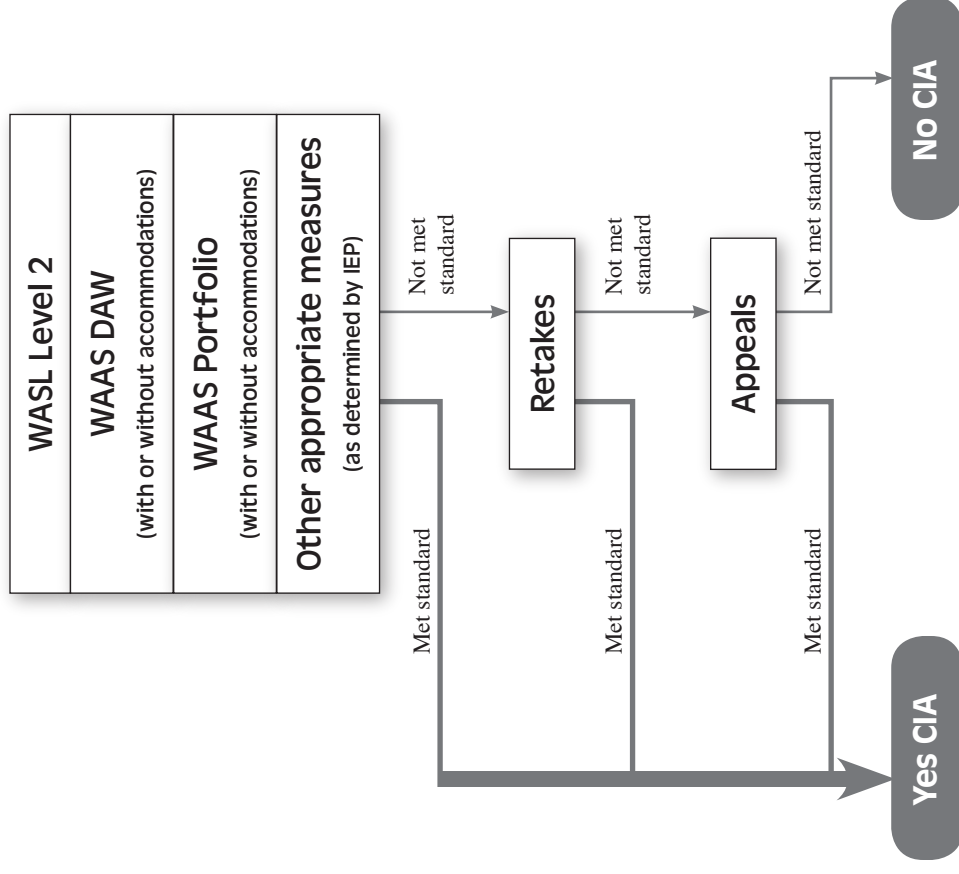 WASL Level 2
WAAS DAW
(with or without accommodations)
WAAS Portfolio
(with or without accommodations)
Other appropriate measures
(as determined by IEP)
Met standard
Not met
standard
Retakes
Met standard
Not met
standard
Appeals
Met standard
Not met standard
Yes CIA
No CIA